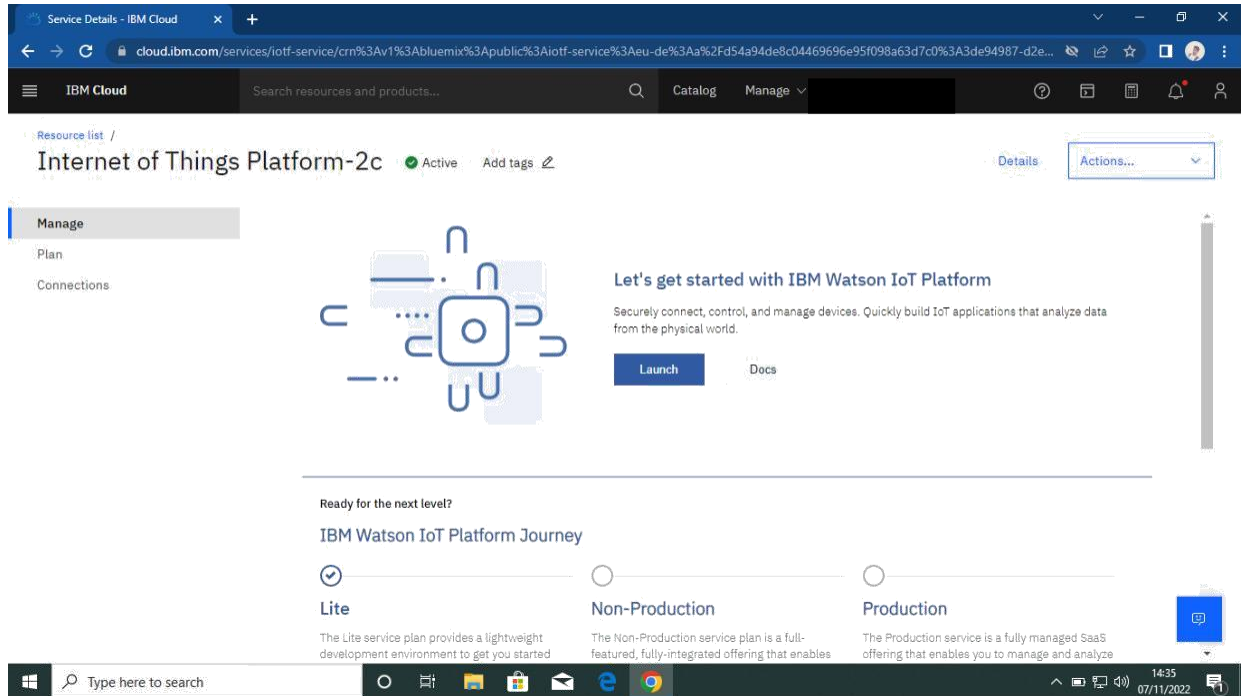 Service Details - IBM Cloud
cloud.ibm.com/services/iotf-service/crn%3Av1%3Abluemix%3Apublic%3Aiotf-service%3Aeu-de%3Aa%2Fd54a94de8c04469696e95f098a63d7c0%3A3de94987-d2e...
IBM Cloud
Search resources and products...
Catalog
Manage
Resource list /
Internet of Things Platform-2c
Active
Add tags
Details
Actions...
Manage
Plan
Connections
Let's get started with IBM Watson IoT Platform
Securely connect, control, and manage devices. Quickly build IoT applications that analyze data
from the physical world.
Launch
Docs
Ready for the next level?
IBM Watson IoT Platform Journey
Lite
The Lite service plan provides a lightweight
development environment to get you started
Non-Production
The Non-Production service plan is a full-
featured, fully-integrated offering that enables
Production
The Production service is a fully managed SaaS
offering that enables you to manage and analyze
Type here to search
14:35
07/11/2022
1